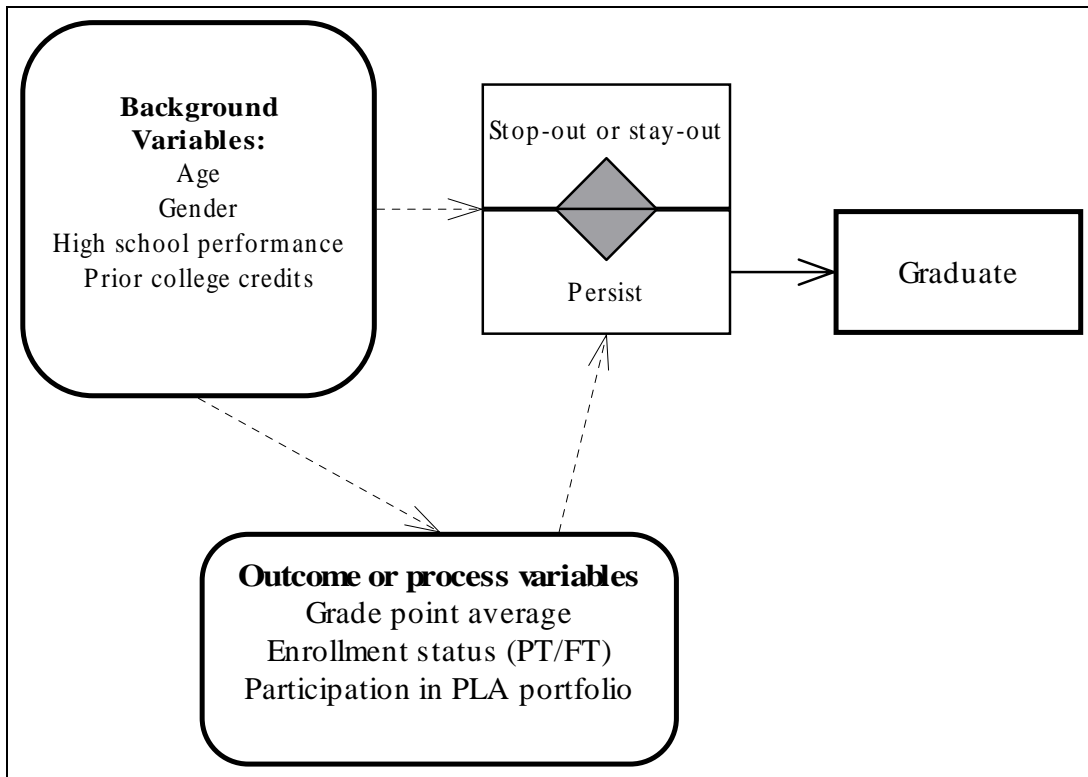 Background
Variables:
Age
Gender
High school performance
Prior college credits
Stop-out or stay-out
Persist
Graduate
Outcome or process variables
Grade point average
Enrollment status (PT/FT)
Participation in PLA portfolio